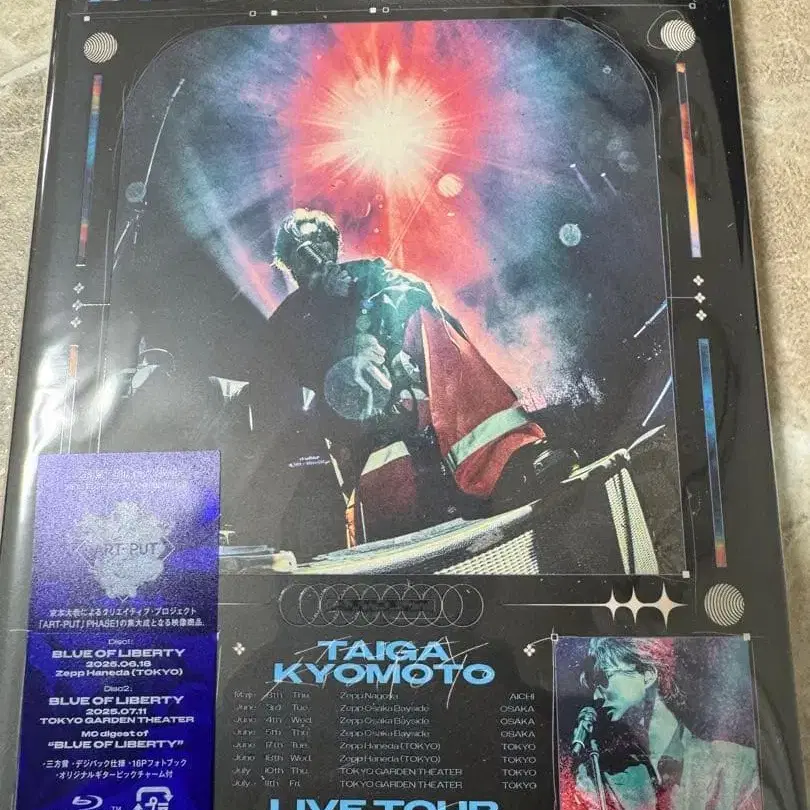 ART-PUT
京本大我によるクリエイティブ・プロジェクト
「ART-PUT」PHASE1の集大成となる映像商品。
Disc1:
BLUE OF LIBERTY
2025.06.18
Zepp Haneda (TOKYO)
Disc2:
BLUE OF LIBERTY
2025.07.11
TOKYO GARDEN THEATER
MC digest of
"BLUE OF LIBERTY"
・三方背・デジパック仕様・16Pフォトブック
・オリジナルギターピックチャーム付
TM
TAIGA
KYOMOTO
Thu. Zepp Nagoya AICHI
June 3rd Tue. Zepp Osaka Bayside OSAKA
June 4th Wed. Zepp Osaka Bayside OSAKA
June 5th Thu. Zepp Osaka Bayside OSAKA
June 17th Tue. Zepp Haneda (TOKYO) TOKYO
June 18th Wed. Zepp Haneda (TOKYO) TOKYO
July 10th Thu. TOKYO GARDEN THEATER TOKYO
July 11th Fri. TOKYO GARDEN THEATER TOKYO
LIVE TOUR